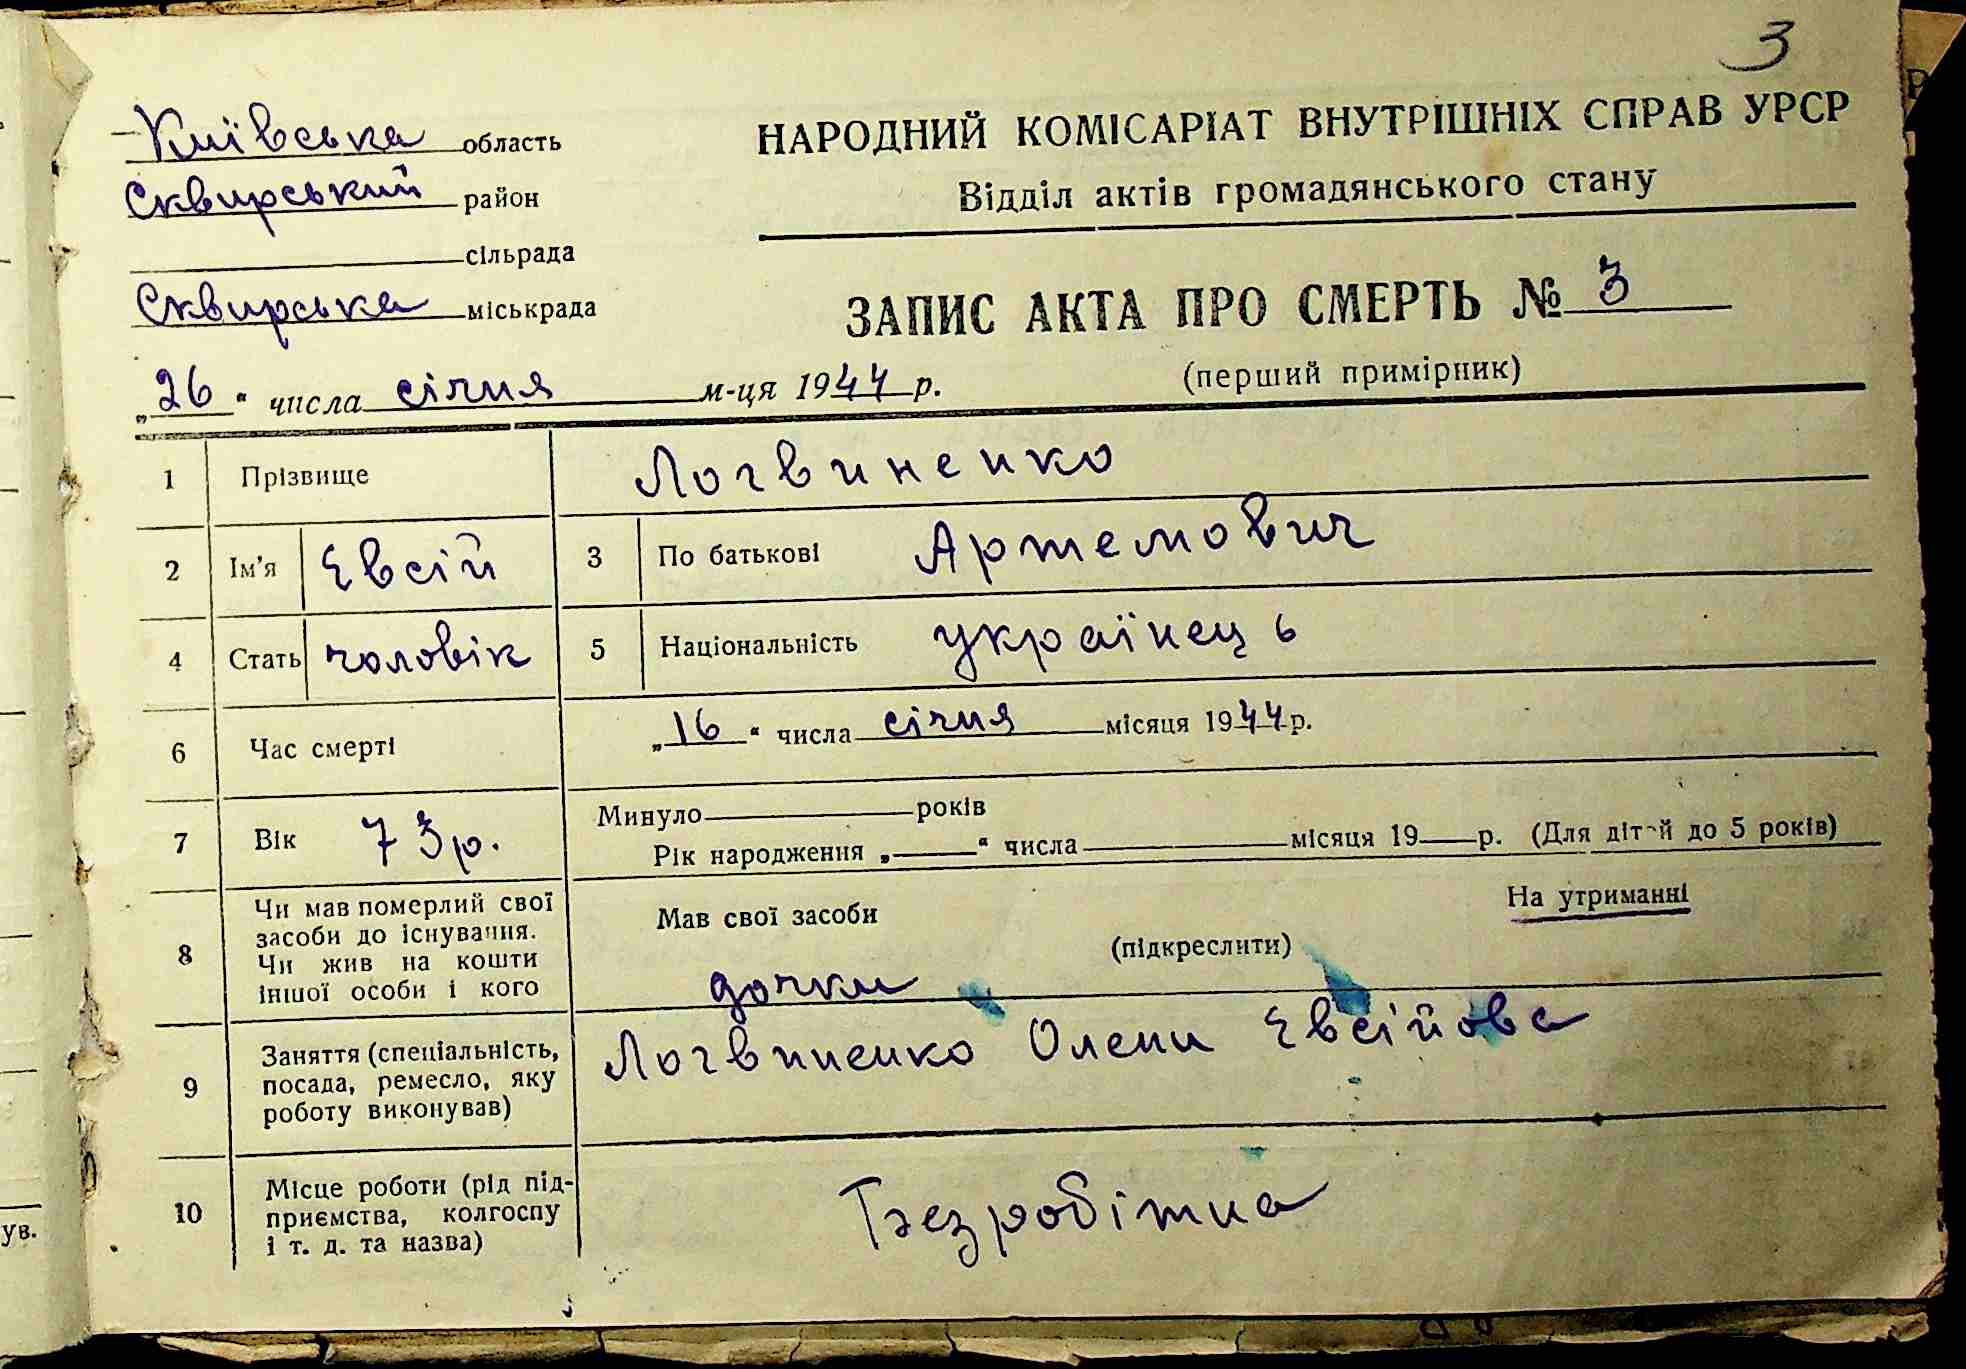 3
Київська область
Сквирський район
сільрада
Сквирська міськрада
НАРОДНИЙ КОМІСАРІАТ ВНУТРІШНІХ СПРАВ УРСР
Відділ актів громадянського стану
ЗАПИС АКТА ПРО СМЕРТЬ № 3
(перший примірник)
„26“ числа січня м-ця 1944 р.
1 Прізвище Логвиненко
2 Ім'я Евсій 3 По батькові Артемович
4 Стать чоловік 5 Національність українець
6 Час смерті „16“ числа січня місяця 1944 р.
7 Вік 73 р. Минуло років
Рік народження „ “ числа місяця 19 р. (Для дітей до 5 років)
8 Чи мав померлий свої
засоби до існування.
Чи жив на кошти
іншої особи і кого
Мав свої засоби На утриманні
(підкреслити)
дочки
9 Заняття (спеціальність,
посада, ремесло, яку
роботу виконував)
Логвиненко Олени Евсійова
10 Місце роботи (рід під-
приємства, колгоспу
і т. д. та назва)
Безробітна
ув.